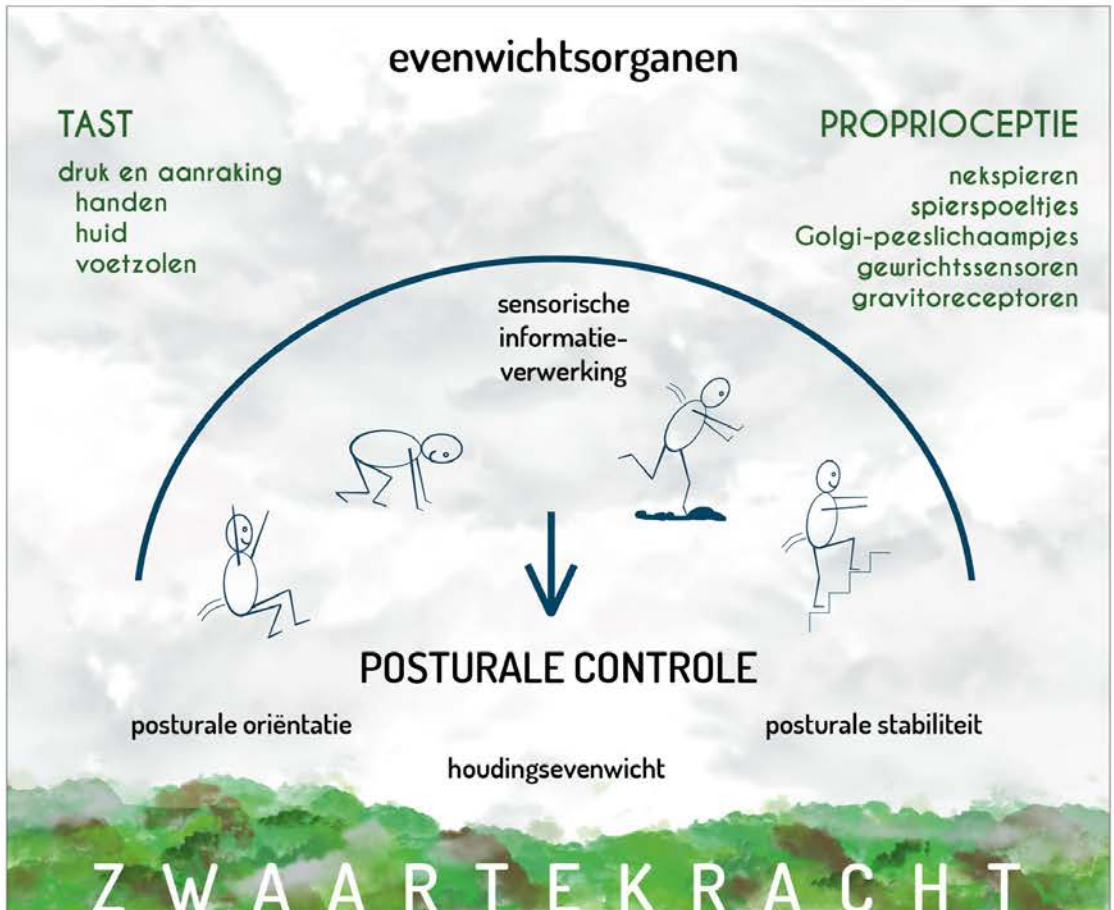 evenwichtsorganen
TAST
druk en aanraking
handen
huid
voetzolen
PROPRIOCEPTIE
nekspieren
spierspoeltjes
Golgi-peeslichaampjes
gewrichtssensoren
gravitoreceptoren
sensorische
informatie-
verwerking
POSTURALE CONTROLE
posturale oriëntatie
posturale stabiliteit
houdingsevenwicht
ZWAARTEKRACHT